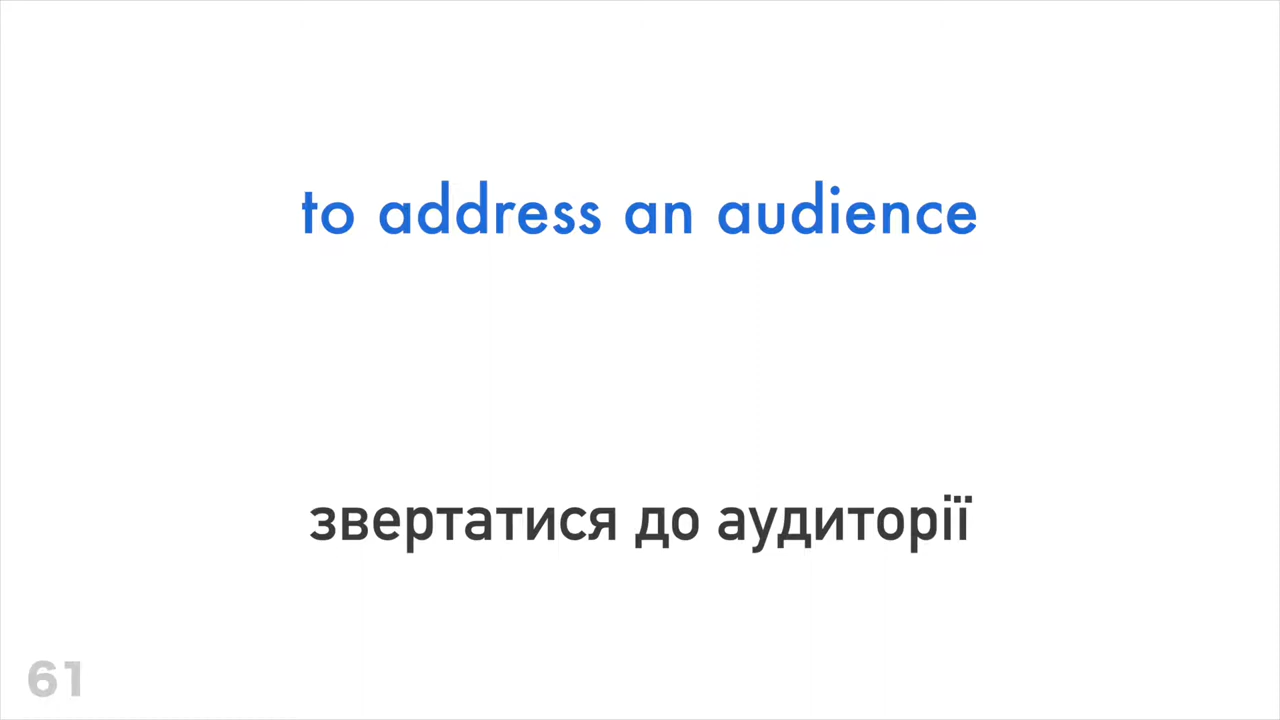 to address an audience
звертатися до аудиторії
61